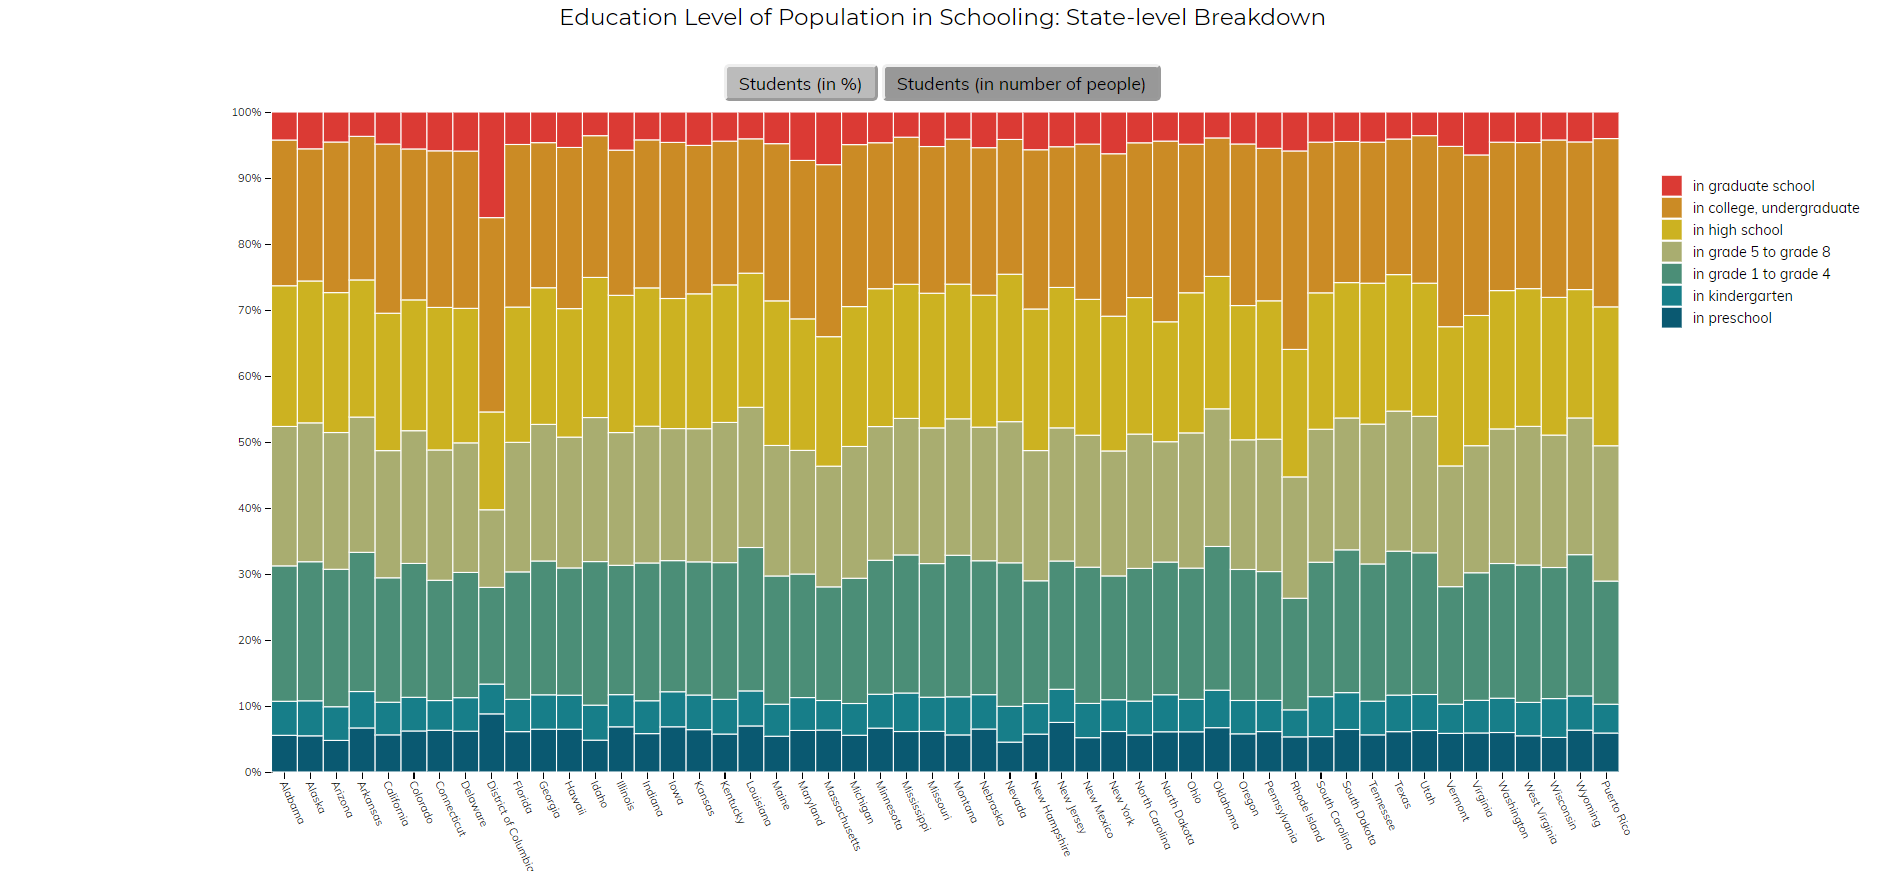 Education Level of Population in Schooling: State-level Breakdown
Students (in %)
Students (in number of people)
100%
90%
80%
70%
60%
50%
40%
30%
20%
10%
0%
in graduate school
in college, undergraduate
in high school
in grade 5 to grade 8
in grade 1 to grade 4
in kindergarten
in preschool
Alabama
Alaska
Arizona
Arkansas
California
Colorado
Connecticut
Delaware
District of Columbia
Florida
Georgia
Hawaii
Idaho
Illinois
Indiana
Iowa
Kansas
Kentucky
Louisiana
Maine
Maryland
Massachusetts
Michigan
Minnesota
Mississippi
Missouri
Montana
Nebraska
Nevada
New Hampshire
New Jersey
New Mexico
New York
North Carolina
North Dakota
Ohio
Oklahoma
Oregon
Pennsylvania
Rhode Island
South Carolina
South Dakota
Tennessee
Texas
Utah
Vermont
Virginia
Washington
West Virginia
Wisconsin
Wyoming
Puerto Rico